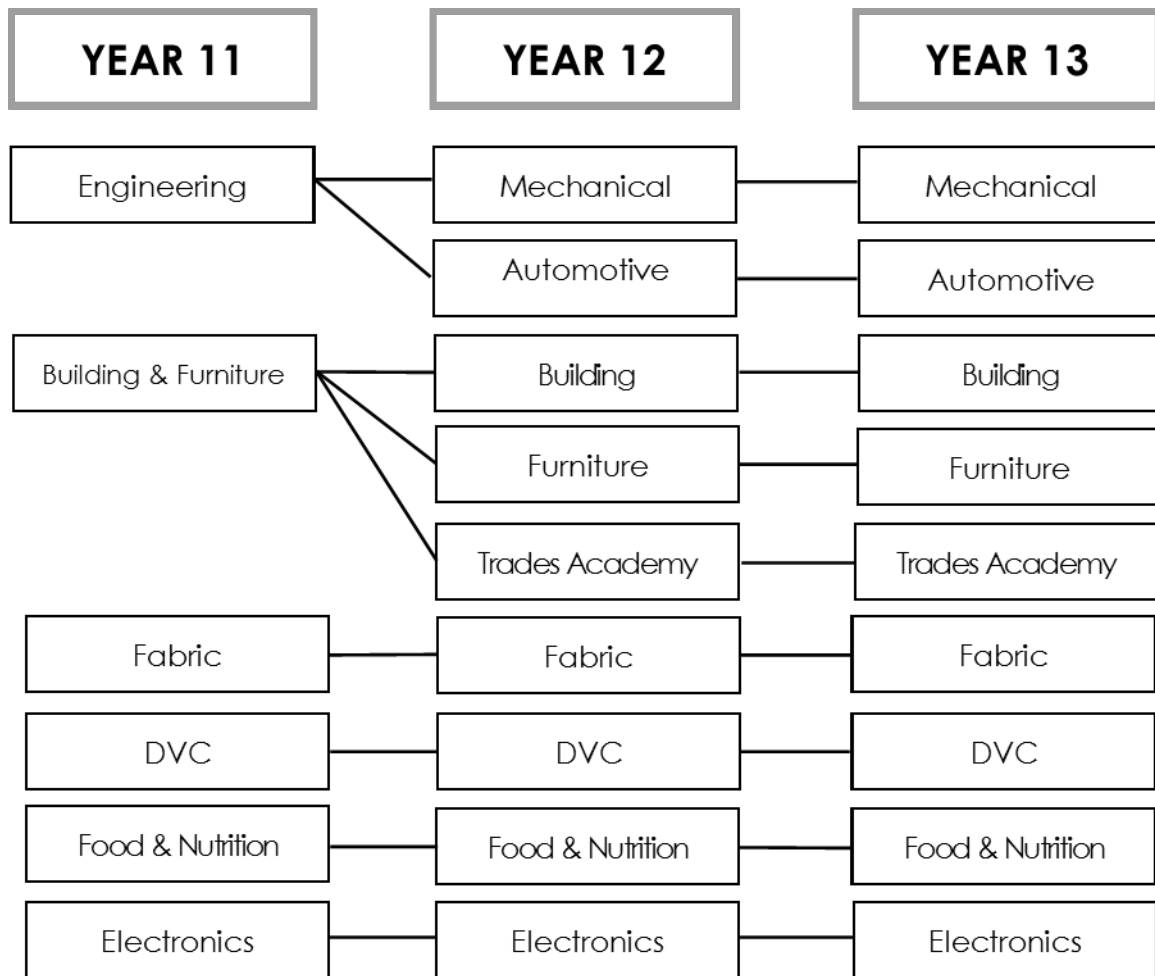 YEAR 11 YEAR 12 YEAR 13
Engineering Mechanical Mechanical
Automotive Automotive
Building & Furniture Building Building
Furniture Furniture
Trades Academy Trades Academy
Fabric Fabric Fabric
DVC DVC DVC
Food & Nutrition Food & Nutrition Food & Nutrition
Electronics Electronics Electronics